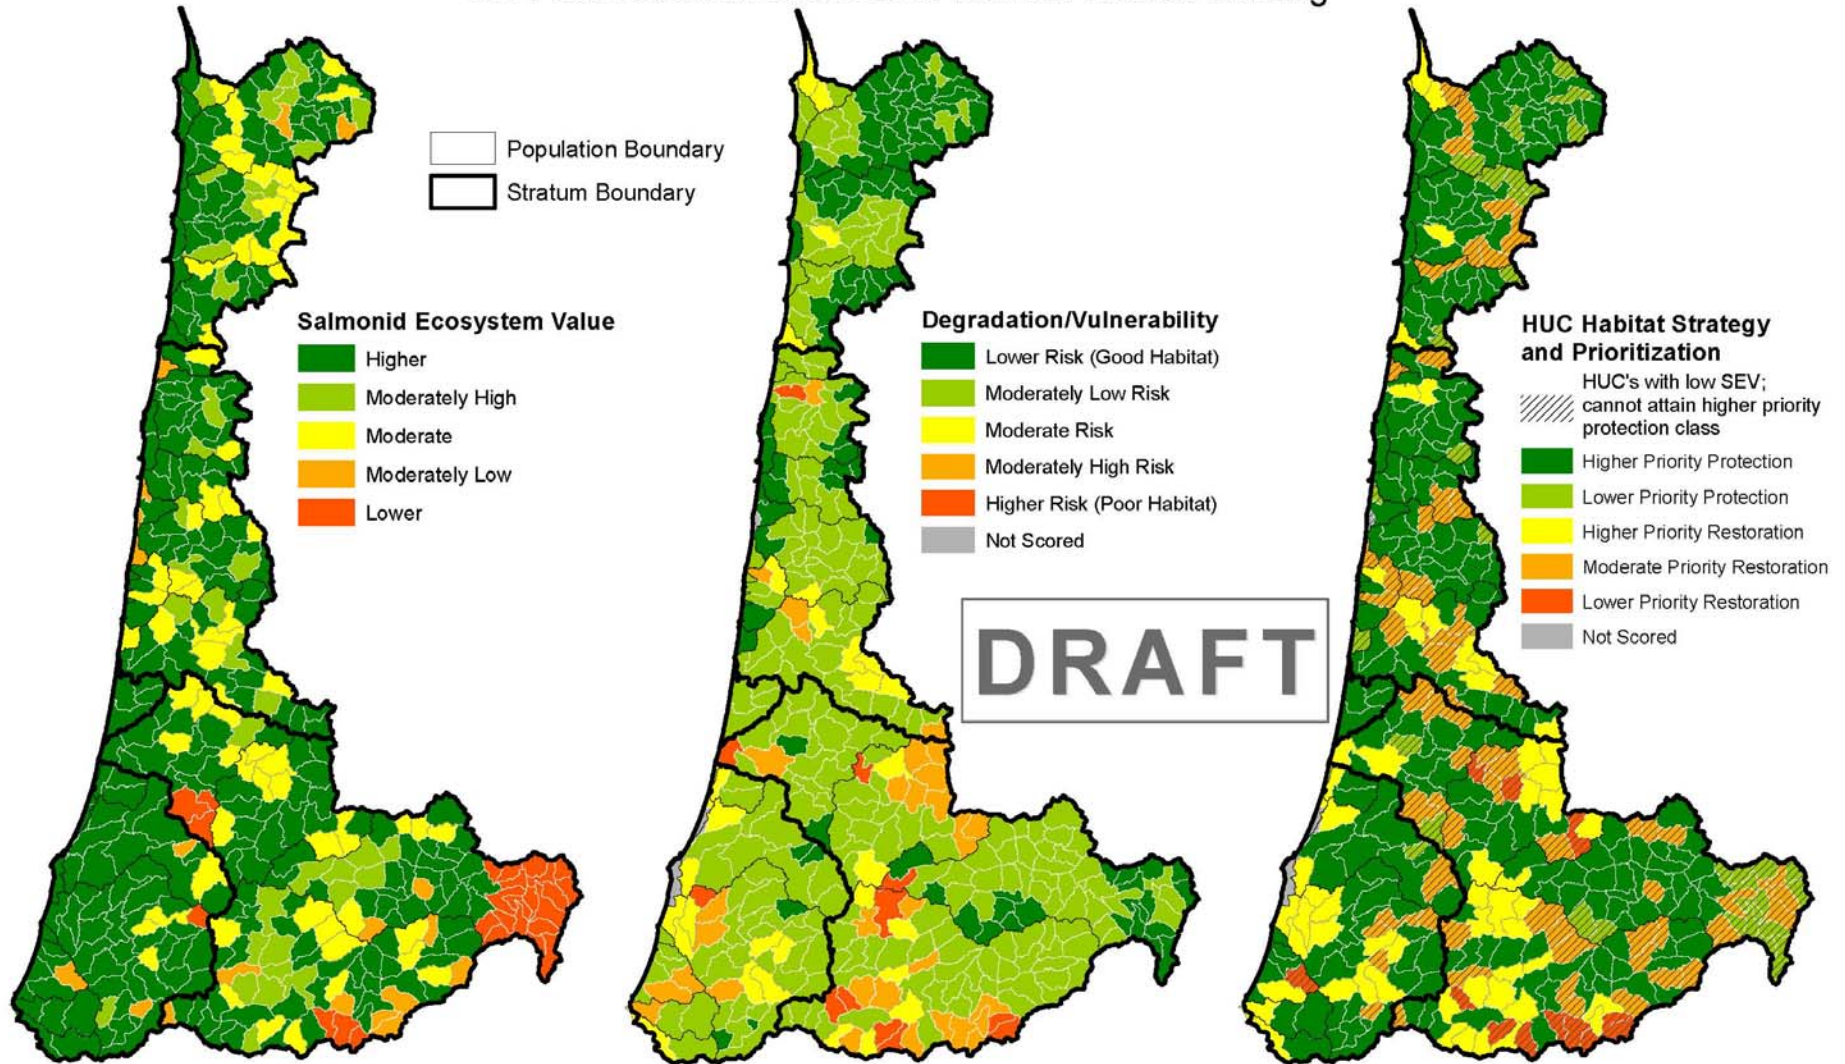 Population Boundary
Stratum Boundary
Salmonid Ecosystem Value
Higher
Moderately High
Moderate
Moderately Low
Lower
Degradation/Vulnerability
Lower Risk (Good Habitat)
Moderately Low Risk
Moderate Risk
Moderately High Risk
Higher Risk (Poor Habitat)
Not Scored
DRAFT
HUC Habitat Strategy
and Prioritization
HUC's with low SEV;
cannot attain higher priority
protection class
Higher Priority Protection
Lower Priority Protection
Higher Priority Restoration
Moderate Priority Restoration
Lower Priority Restoration
Not Scored